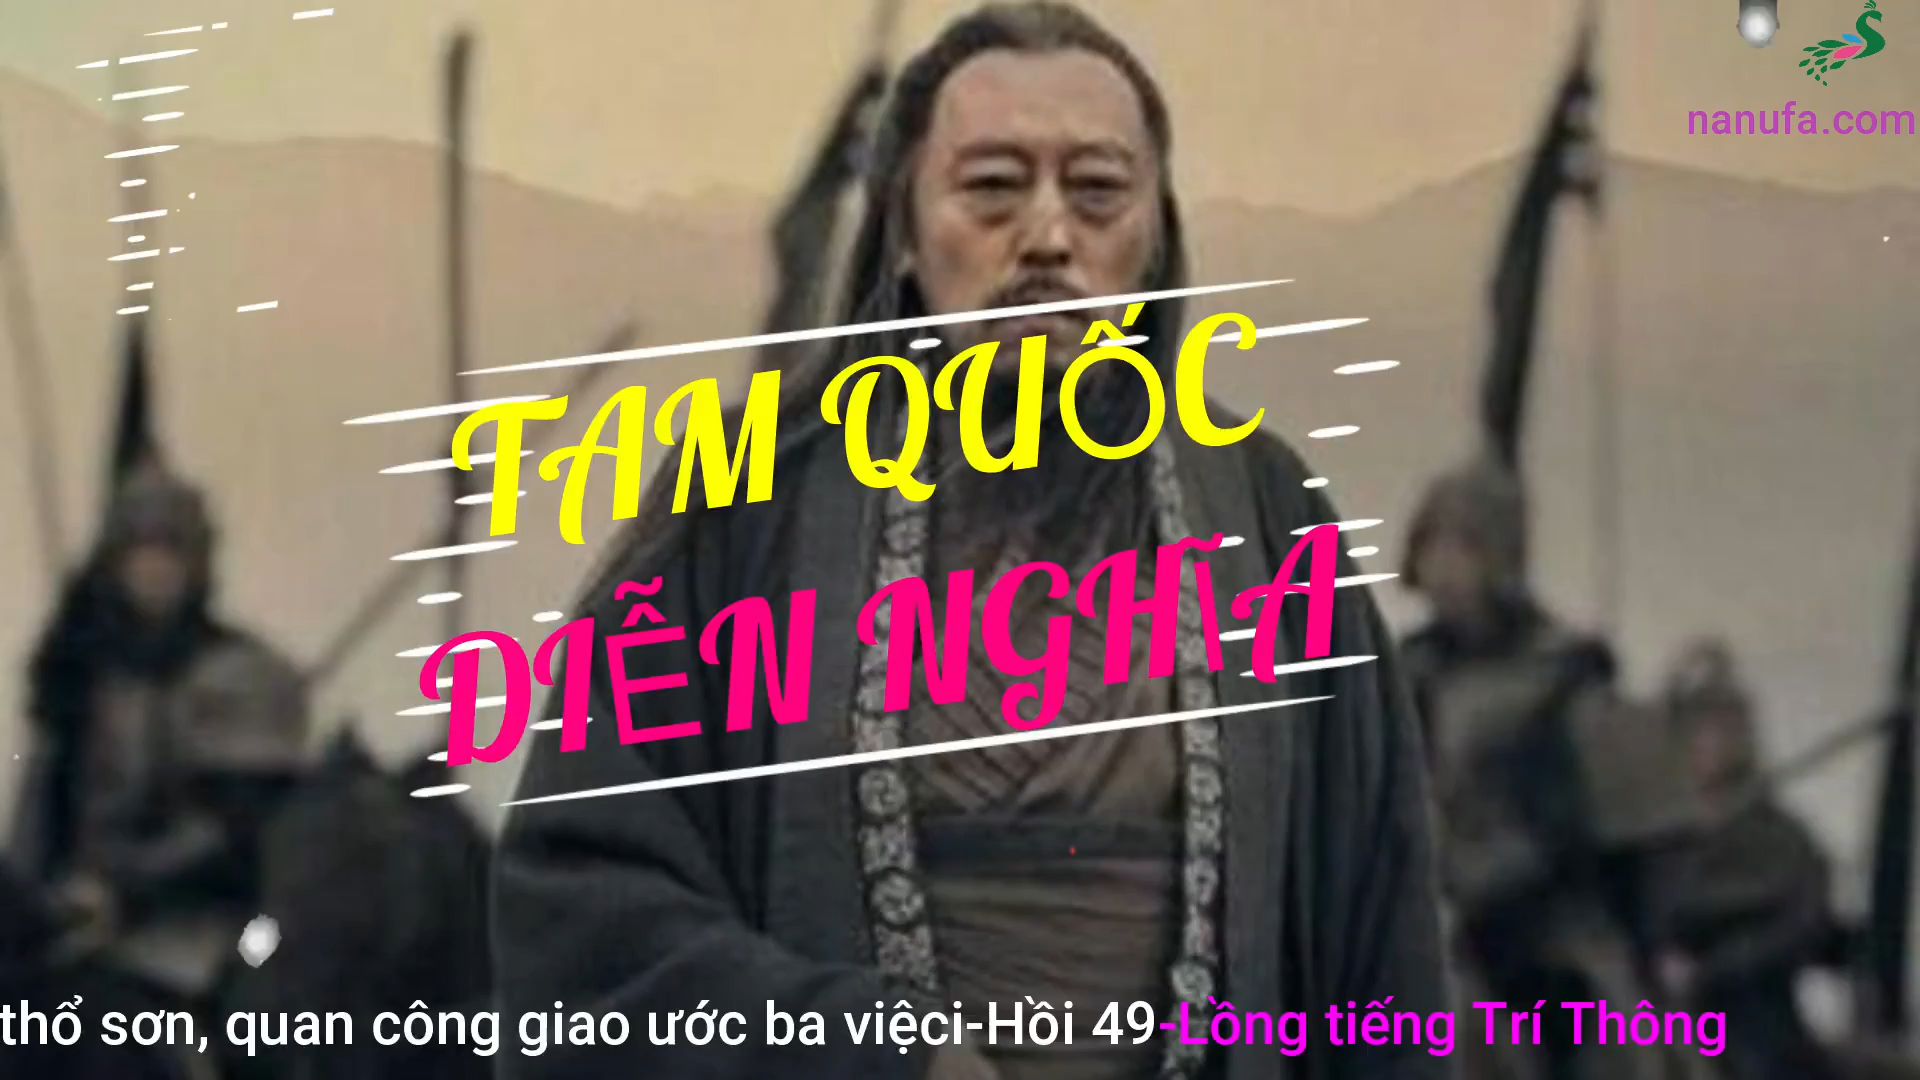 nanufa.com
TAM QUỐC
DIỄN NGHĨA
thổ sơn, quan công giao ước ba việci-Hồi 49-Lồng tiếng Trí Thông